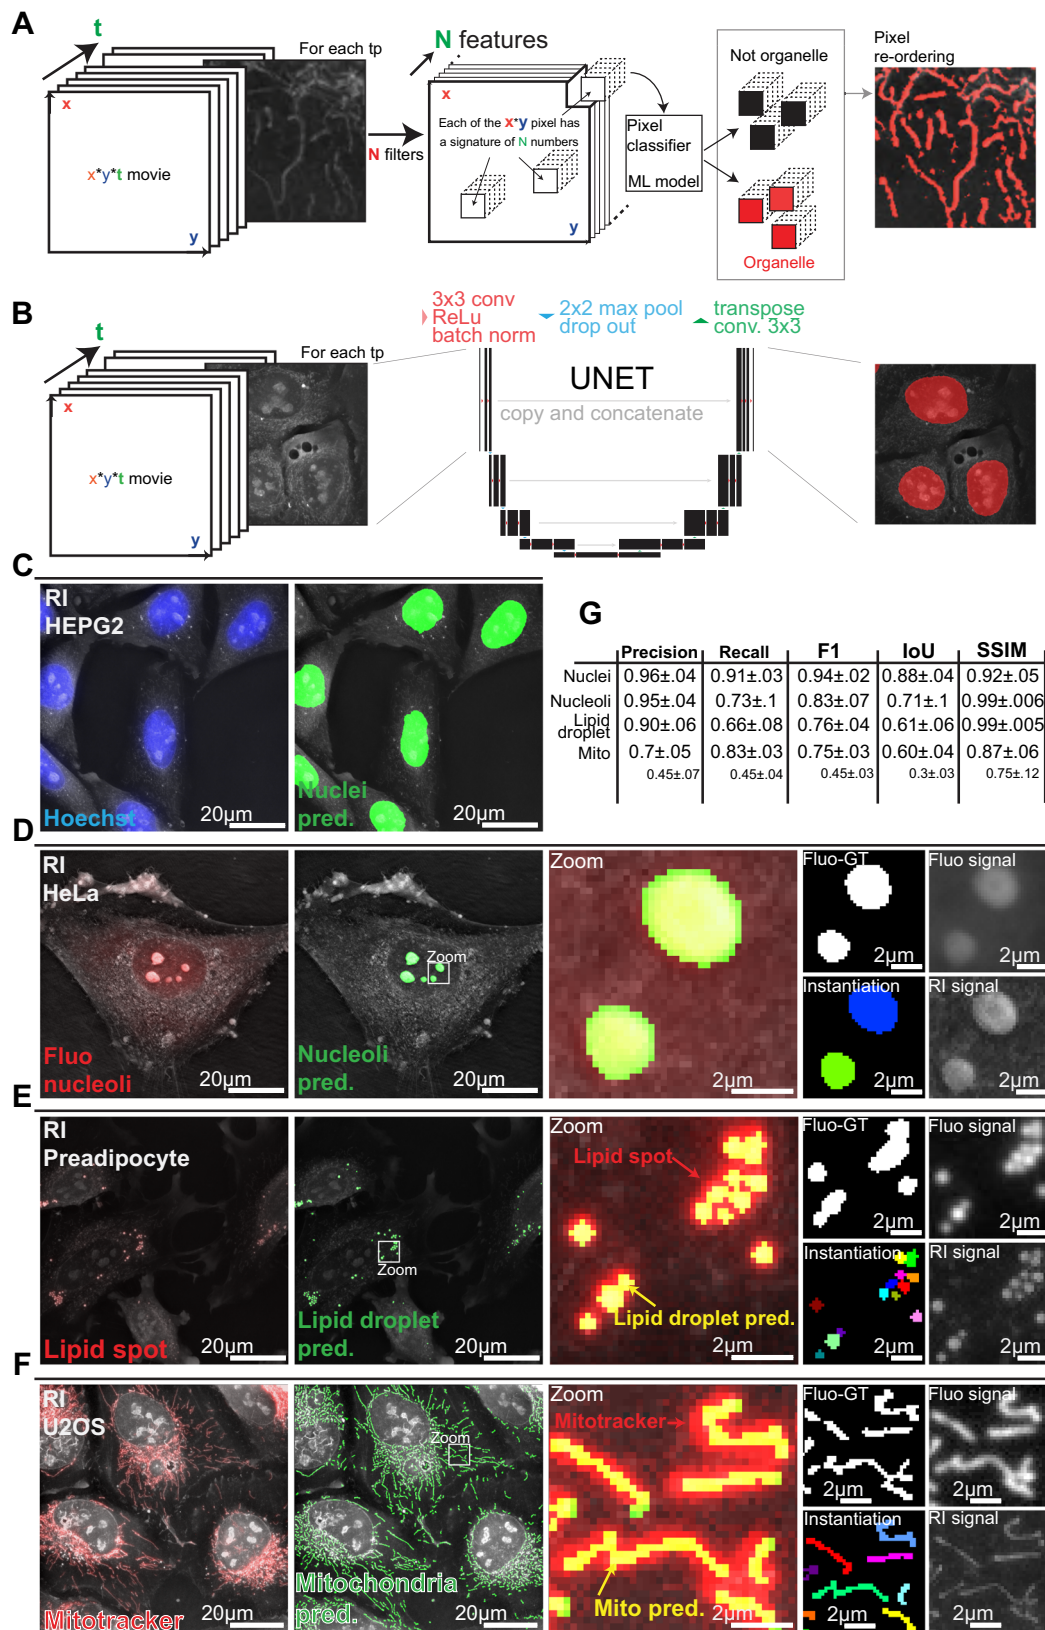 A
t
For each tp
x
x*y*t movie
y
N filters
N features
x
Each of the x*y pixel has
a signature of N numbers
y
Pixel
classifier
ML model
Not organelle
Organelle
Pixel
re-ordering
B
t
For each tp
x
x*y*t movie
y
3x3 conv
ReLu
batch norm
2x2 max pool
drop out
transpose
conv. 3x3
UNET
copy and concatenate
C
RI
HEPG2
Hoechst
20µm
Nuclei
pred.
20µm
G
Precision Recall F1 IoU SSIM
Nuclei 0.96±.04 0.91±.03 0.94±.02 0.88±.04 0.92±.05
Nucleoli 0.95±.04 0.73±.1 0.83±.07 0.71±.1 0.99±.006
Lipid
droplet 0.90±.06 0.66±.08 0.76±.04 0.61±.06 0.99±.005
Mito 0.7±.05 0.83±.03 0.75±.03 0.60±.04 0.87±.06
0.45±.07 0.45±.04 0.45±.03 0.3±.03 0.75±.12
D
RI
HeLa
Fluo
nucleoli
20µm
Zoom
Nucleoli
pred.
20µm
Zoom
2µm
Fluo-GT
2µm
Fluo signal
2µm
Instantiation
2µm
RI signal
2µm
E
RI
Preadipocyte
Lipid spot
20µm
Zoom
Lipid droplet
pred.
20µm
Zoom
Lipid spot
Lipid droplet pred.
2µm
Fluo-GT
2µm
Fluo signal
2µm
Instantiation
2µm
RI signal
2µm
F
RI
U2OS
Mitotracker
20µm
Zoom
Mitochondria
pred.
20µm
Zoom
Mitotracker
Mito pred.
2µm
Fluo-GT
2µm
Fluo signal
2µm
Instantiation
2µm
RI signal
2µm